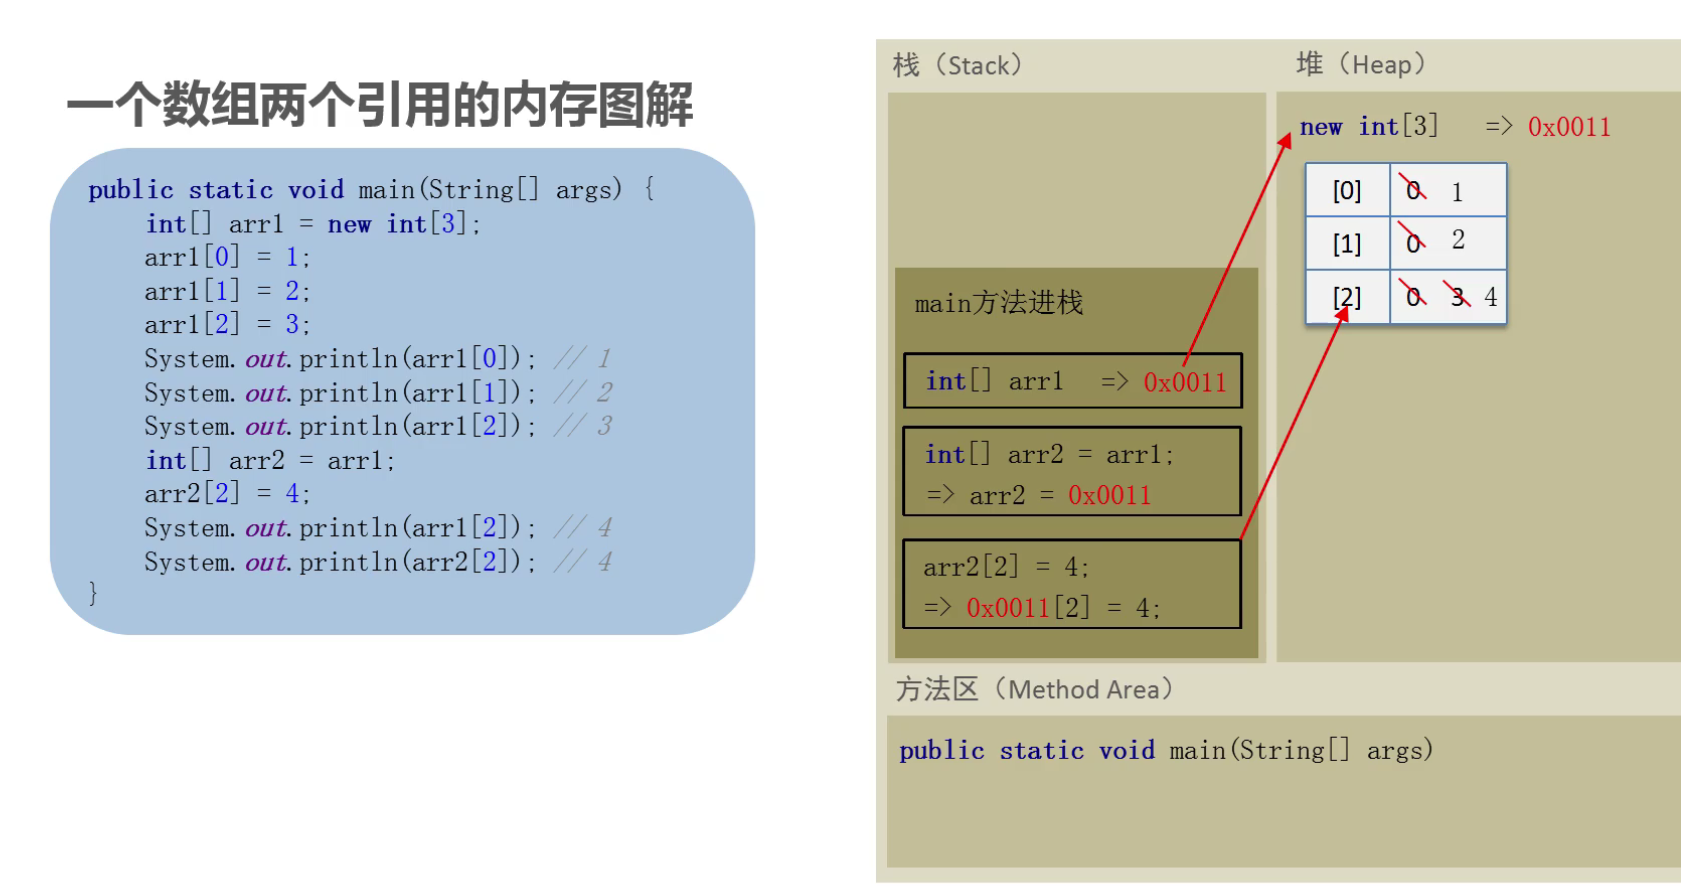 一个数组两个引用的内存图解
public static void main(String[] args) {
int[] arr1 = new int[3];
arr1[0] = 1;
arr1[1] = 2;
arr1[2] = 3;
System.out.println(arr1[0]); // 1
System.out.println(arr1[1]); // 2
System.out.println(arr1[2]); // 3
int[] arr2 = arr1;
arr2[2] = 4;
System.out.println(arr1[2]); // 4
System.out.println(arr2[2]); // 4
}
栈（Stack）
main方法进栈
int[] arr1 => 0x0011
int[] arr2 = arr1;
=> arr2 = 0x0011
arr2[2] = 4;
=> 0x0011[2] = 4;
堆（Heap）
new int[3] => 0x0011
[0] 0 1
[1] 0 2
[2] 0 3 4
方法区（Method Area）
public static void main(String[] args)